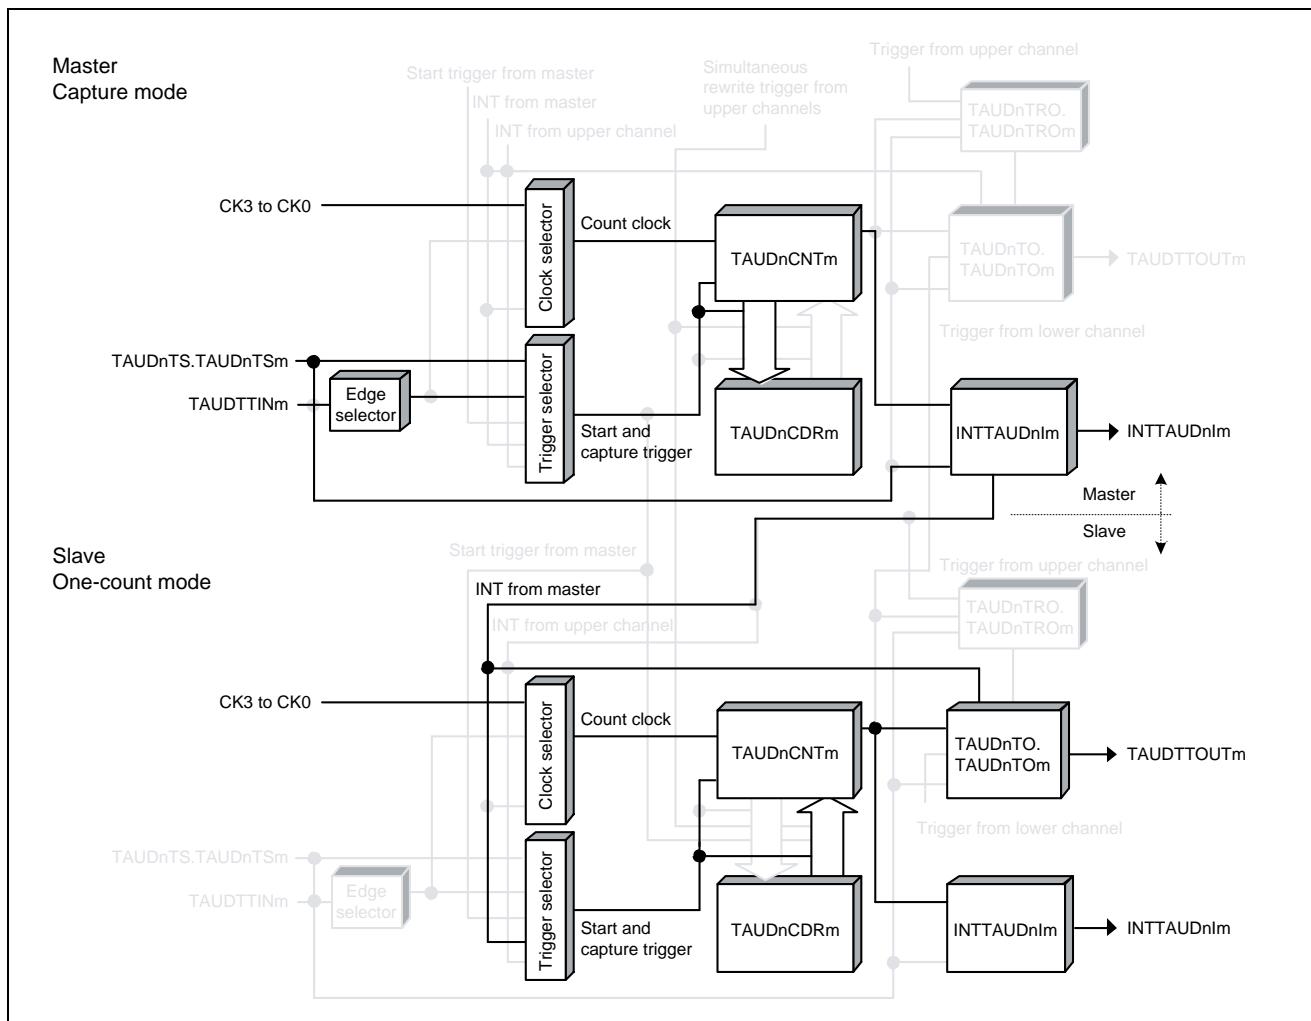 Master
Capture mode
Start trigger from master
INT from master
INT from upper channel
Simultaneous
rewrite trigger from
upper channels
Trigger from upper channel
TAUDnTRO.
TAUDnTROm
CK3 to CK0
Clock selector
Count clock
TAUDnCNTm
TAUDnTO.
TAUDnTOm
TAUDTTOUTm
Trigger from lower channel
TAUDnTS.TAUDnTSm
TAUDTTINm
Edge
selector
Trigger selector
Start and
capture trigger
TAUDnCDRm
INTTAUDnIm
INTTAUDnIm
Master
Slave
Slave
One-count mode
Start trigger from master
INT from master
INT from upper channel
Trigger from upper channel
TAUDnTRO.
TAUDnTROm
CK3 to CK0
Clock selector
Count clock
TAUDnCNTm
TAUDnTO.
TAUDnTOm
TAUDTTOUTm
Trigger from lower channel
TAUDnTS.TAUDnTSm
TAUDTTINm
Edge
selector
Trigger selector
Start and
capture trigger
TAUDnCDRm
INTTAUDnIm
INTTAUDnIm